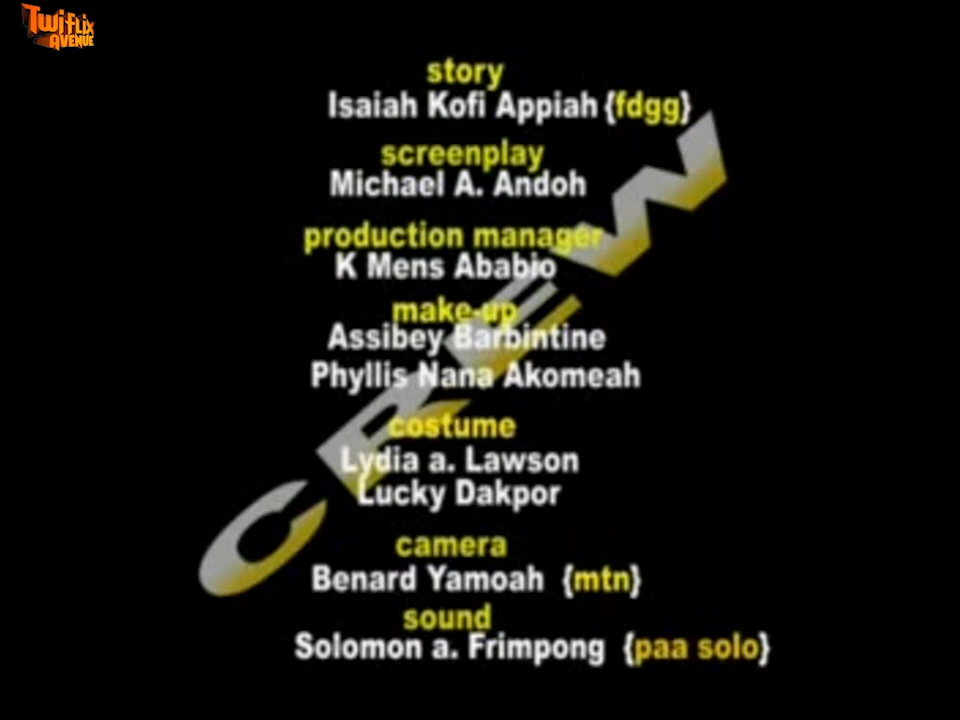 TwiFlix
Avenue
story
Isaiah Kofi Appiah {fdgg}
screenplay
Michael A. Andoh
production manager
K Mens Ababio
make-up
Assibey Barbintine
Phyllis Nana Akomeah
costume
Lydia a. Lawson
Lucky Dakpor
camera
Benard Yamoah {mtn}
sound
Solomon a. Frimpong {paa solo}
CREW